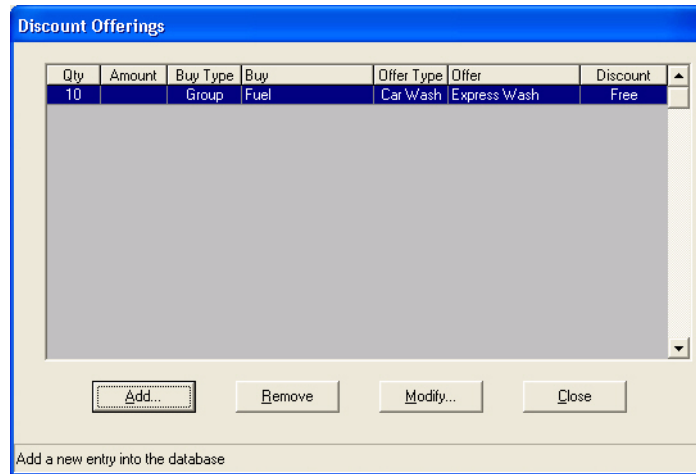 Discount Offerings
Qty Amount Buy Type Buy Offer Type Offer Discount
10 Group Fuel Car Wash Express Wash Free
Add... Remove Modify... Close
Add a new entry into the database